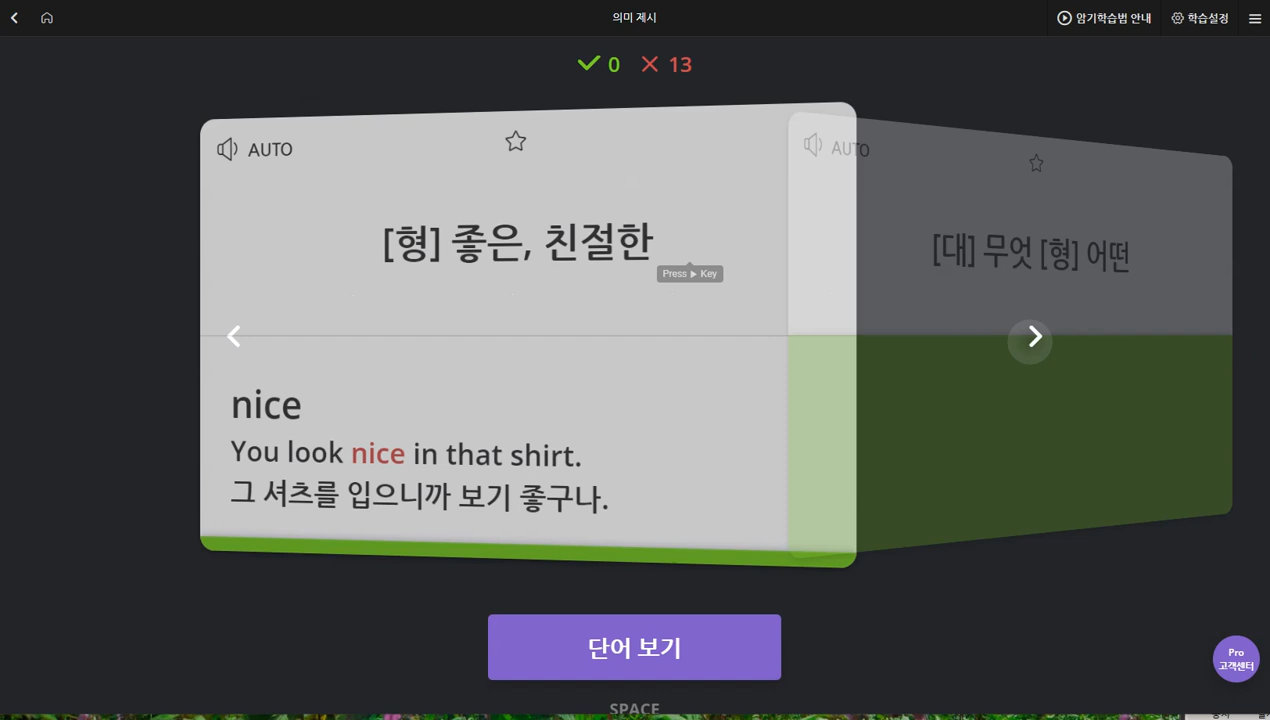 의미 제시
암기학습법 안내
학습설정
0
13
AUTO
[형] 좋은, 친절한
Press ▶ Key
nice
You look nice in that shirt.
그 셔츠를 입으니까 보기 좋구나.
AUTO
[대] 무엇 [형] 어떤
단어 보기
SPACE
Pro
고객센터